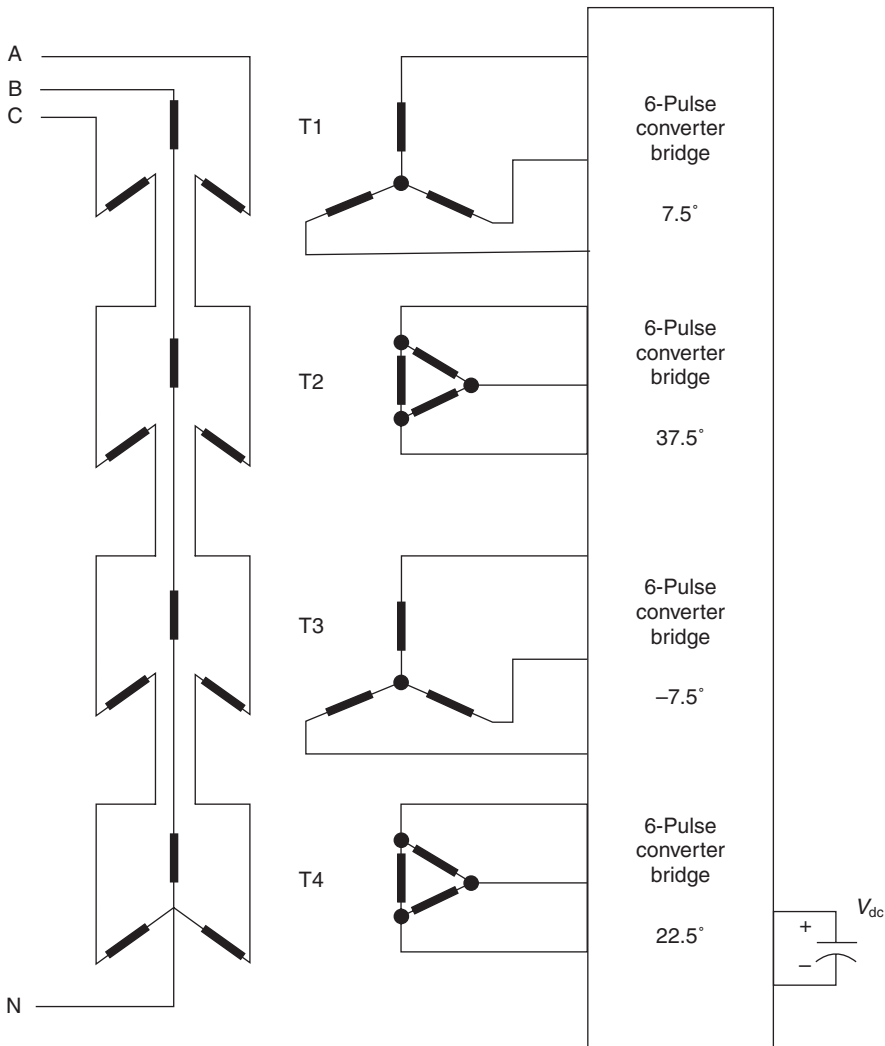 A
B
C
N
T1
6-Pulse
converter
bridge
7.5°
T2
6-Pulse
converter
bridge
37.5°
T3
6-Pulse
converter
bridge
–7.5°
T4
6-Pulse
converter
bridge
22.5°
+
–
Vdc